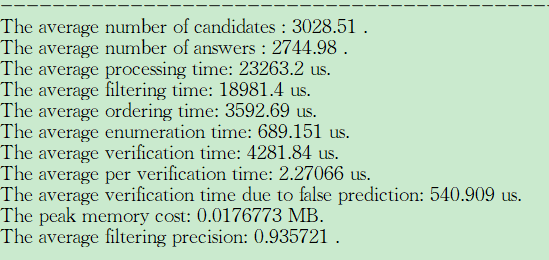 ------------------------------------------------
The average number of candidates : 3028.51 .
The average number of answers : 2744.98 .
The average processing time: 23263.2 us.
The average filtering time: 18981.4 us.
The average ordering time: 3592.69 us.
The average enumeration time: 689.151 us.
The average verification time: 4281.84 us.
The average per verification time: 2.27066 us.
The average verification time due to false prediction: 540.909 us.
The peak memory cost: 0.0176773 MB.
The average filtering precision: 0.935721 .